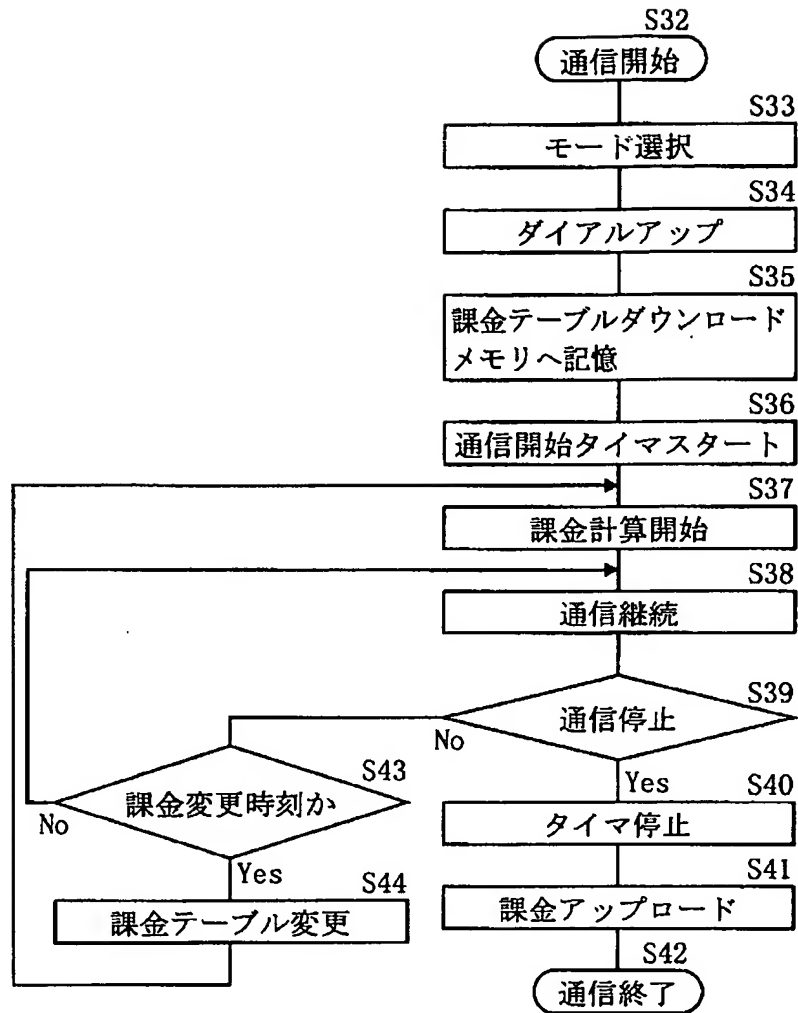 S32
通信開始
S33
モード選択
S34
ダイアルアップ
S35
課金テーブルダウンロード
メモリへ記憶
S36
通信開始タイマスタート
S37
課金計算開始
S38
通信継続
S39
通信停止
No
Yes
S43
課金変更時刻か
No
Yes
S44
課金テーブル変更
S40
タイマ停止
S41
課金アップロード
S42
通信終了